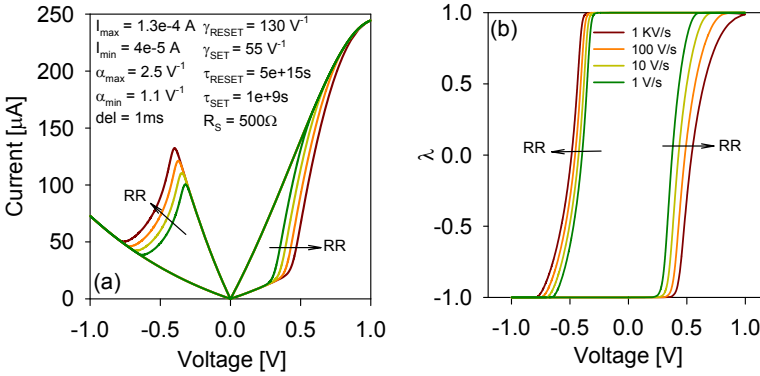 (a)
I_max = 1.3e-4 A γ_RESET = 130 V⁻¹
I_min = 4e-5 A γ_SET = 55 V⁻¹
α_max = 2.5 V⁻¹ τ_RESET = 5e+15s
α_min = 1.1 V⁻¹ τ_SET = 1e+9s
del = 1ms R_S = 500Ω
RR
RR
Current [μA]
250
200
150
100
50
0
-1.0 -0.5 0.0 0.5 1.0
Voltage [V]
(b)
1 KV/s
100 V/s
10 V/s
1 V/s
RR
RR
λ
1.0
0.5
0.0
-0.5
-1.0
-1.0 -0.5 0.0 0.5 1.0
Voltage [V]